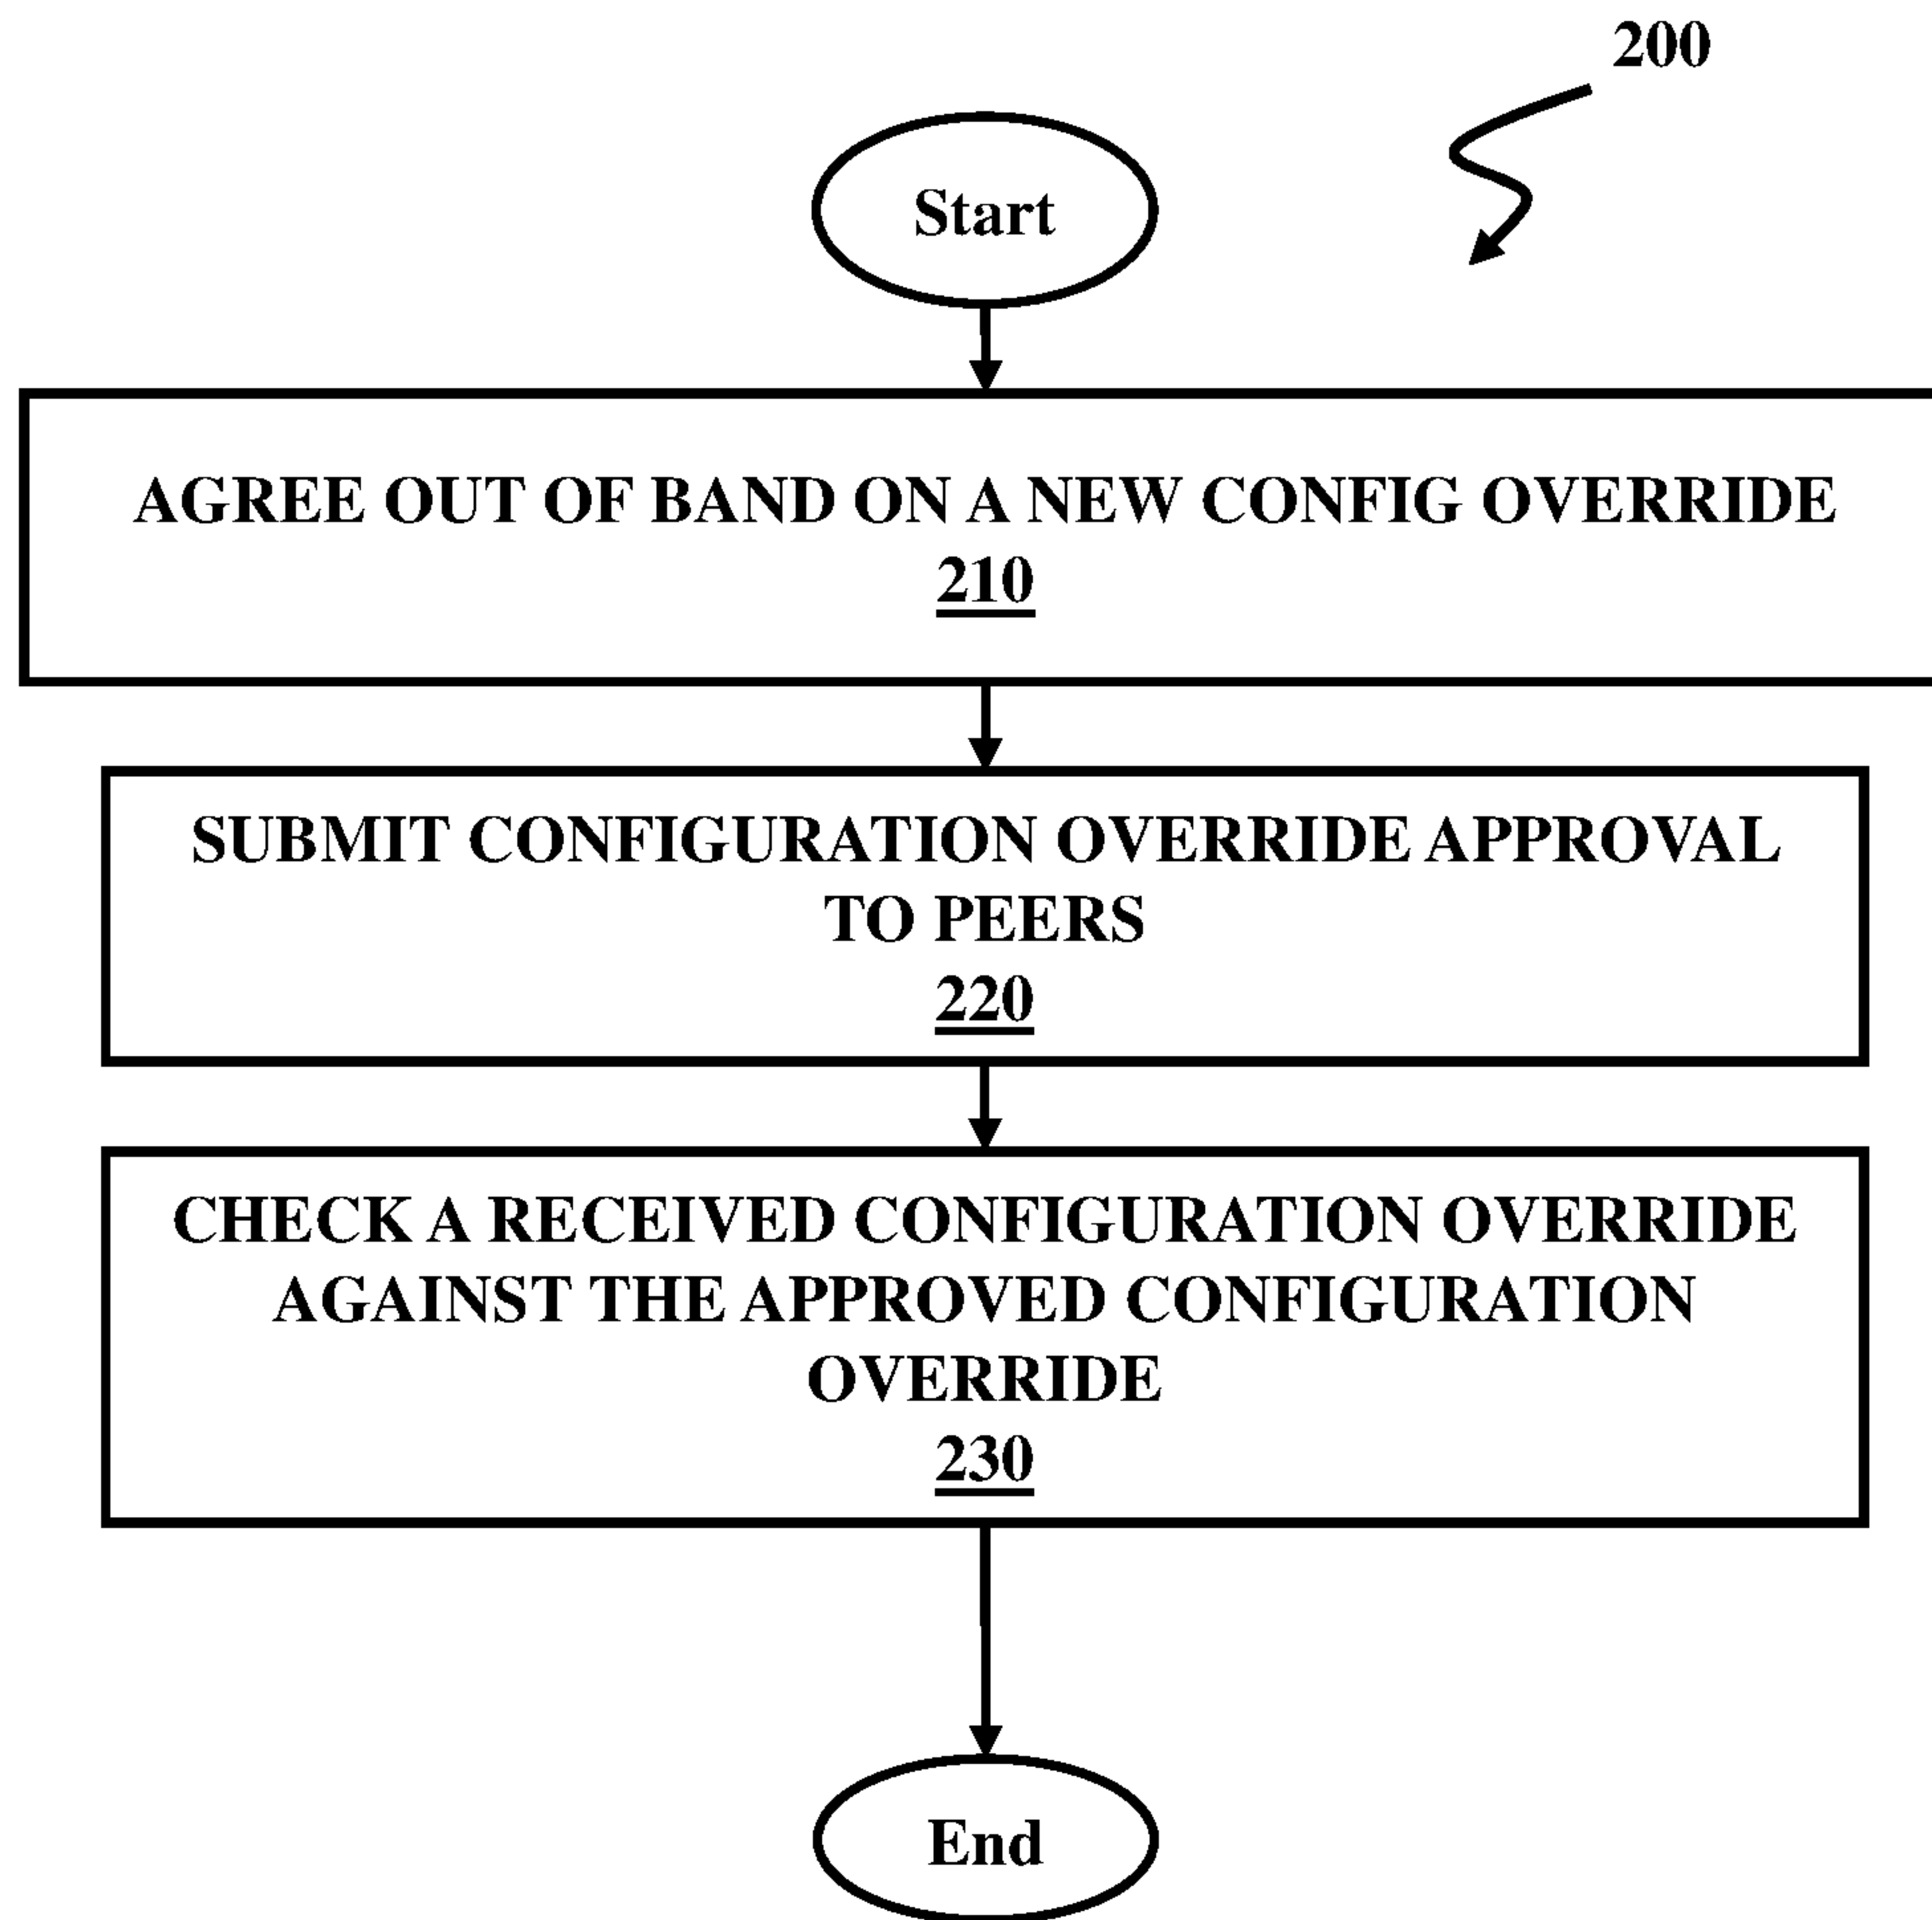 200
Start
AGREE OUT OF BAND ON A NEW CONFIG OVERRIDE
210
SUBMIT CONFIGURATION OVERRIDE APPROVAL
TO PEERS
220
CHECK A RECEIVED CONFIGURATION OVERRIDE
AGAINST THE APPROVED CONFIGURATION
OVERRIDE
230
End